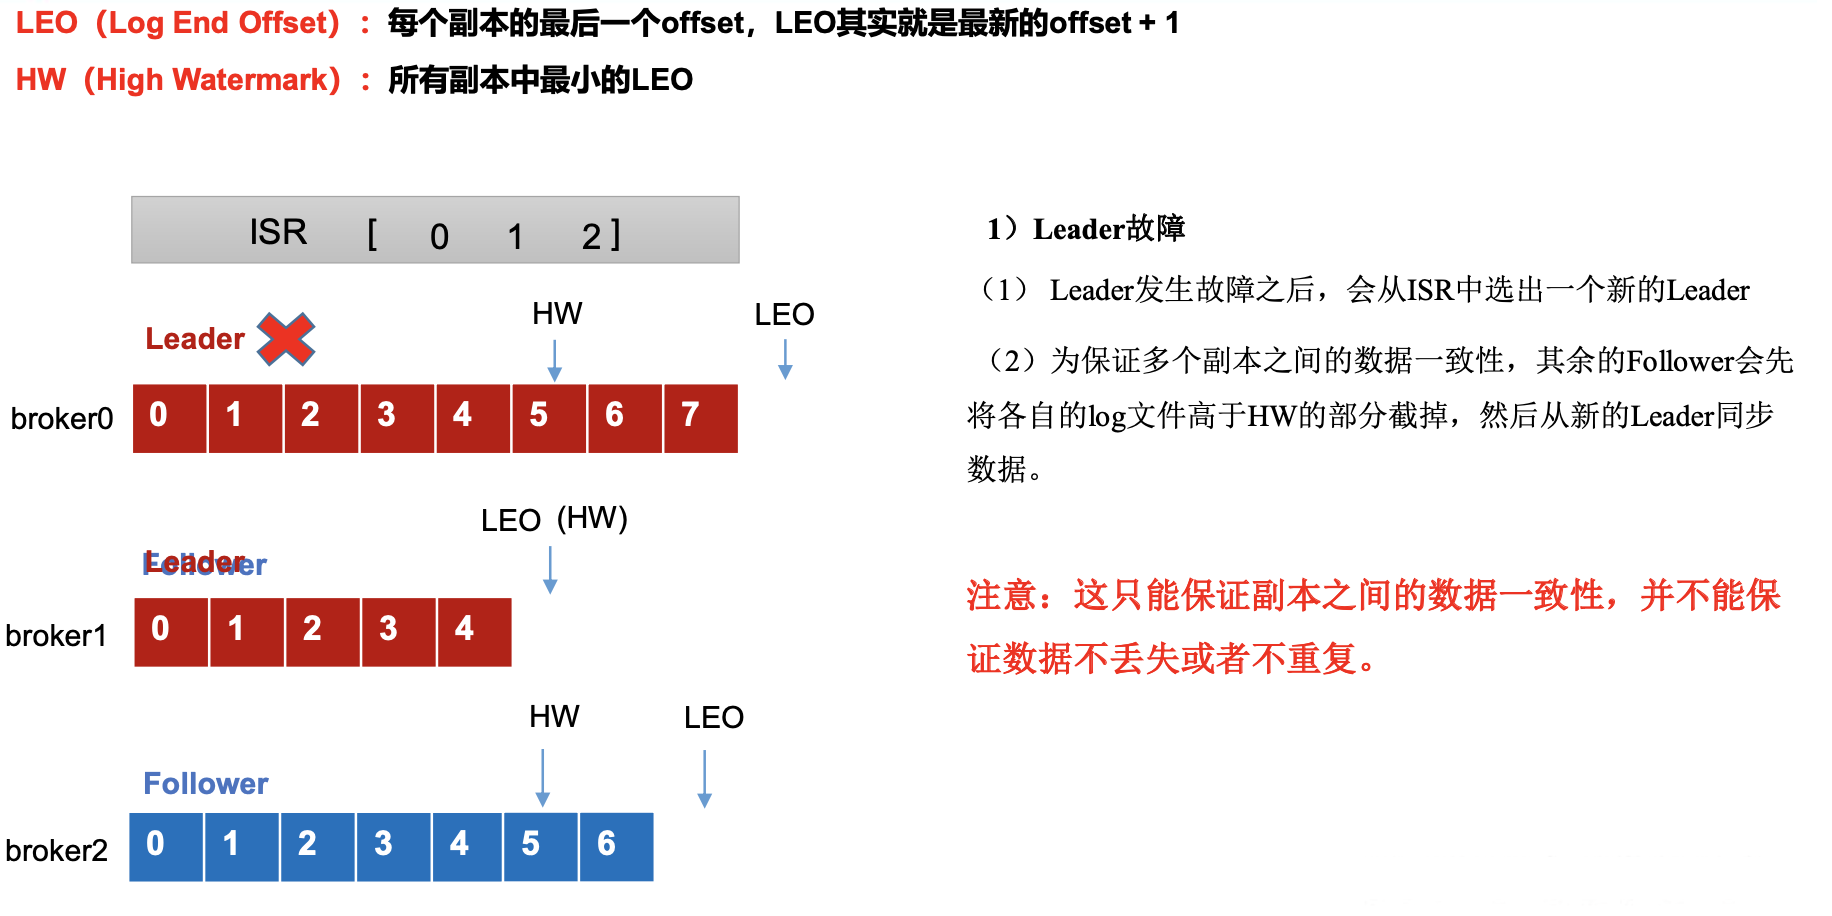 LEO（Log End Offset）：每个副本的最后一个offset，LEO其实就是最新的offset + 1
HW（High Watermark）：所有副本中最小的LEO
ISR [ 0 1 2 ]
HW
LEO
Leader
broker0
0 1 2 3 4 5 6 7
LEO (HW)
Leader
Follower
broker1
0 1 2 3 4
HW
LEO
Follower
broker2
0 1 2 3 4 5 6
1）Leader故障
（1） Leader发生故障之后，会从ISR中选出一个新的Leader
（2）为保证多个副本之间的数据一致性，其余的Follower会先
将各自的log文件高于HW的部分截掉，然后从新的Leader同步
数据。
注意：这只能保证副本之间的数据一致性，并不能保
证数据不丢失或者不重复。